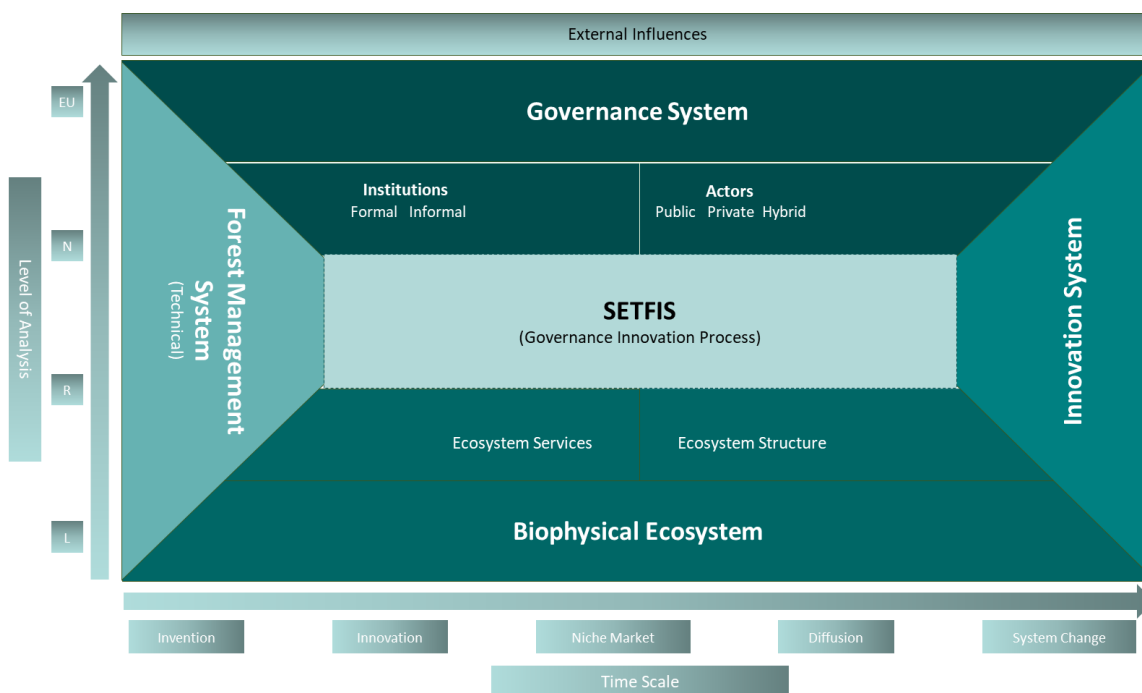 External Influences
EU
Governance System
Institutions
Formal Informal
Actors
Public Private Hybrid
N
Level of Analysis
Forest Management
System
(Technical)
SETFIS
(Governance Innovation Process)
Innovation System
R
Ecosystem Services
Ecosystem Structure
L
Biophysical Ecosystem
Invention
Innovation
Niche Market
Diffusion
System Change
Time Scale